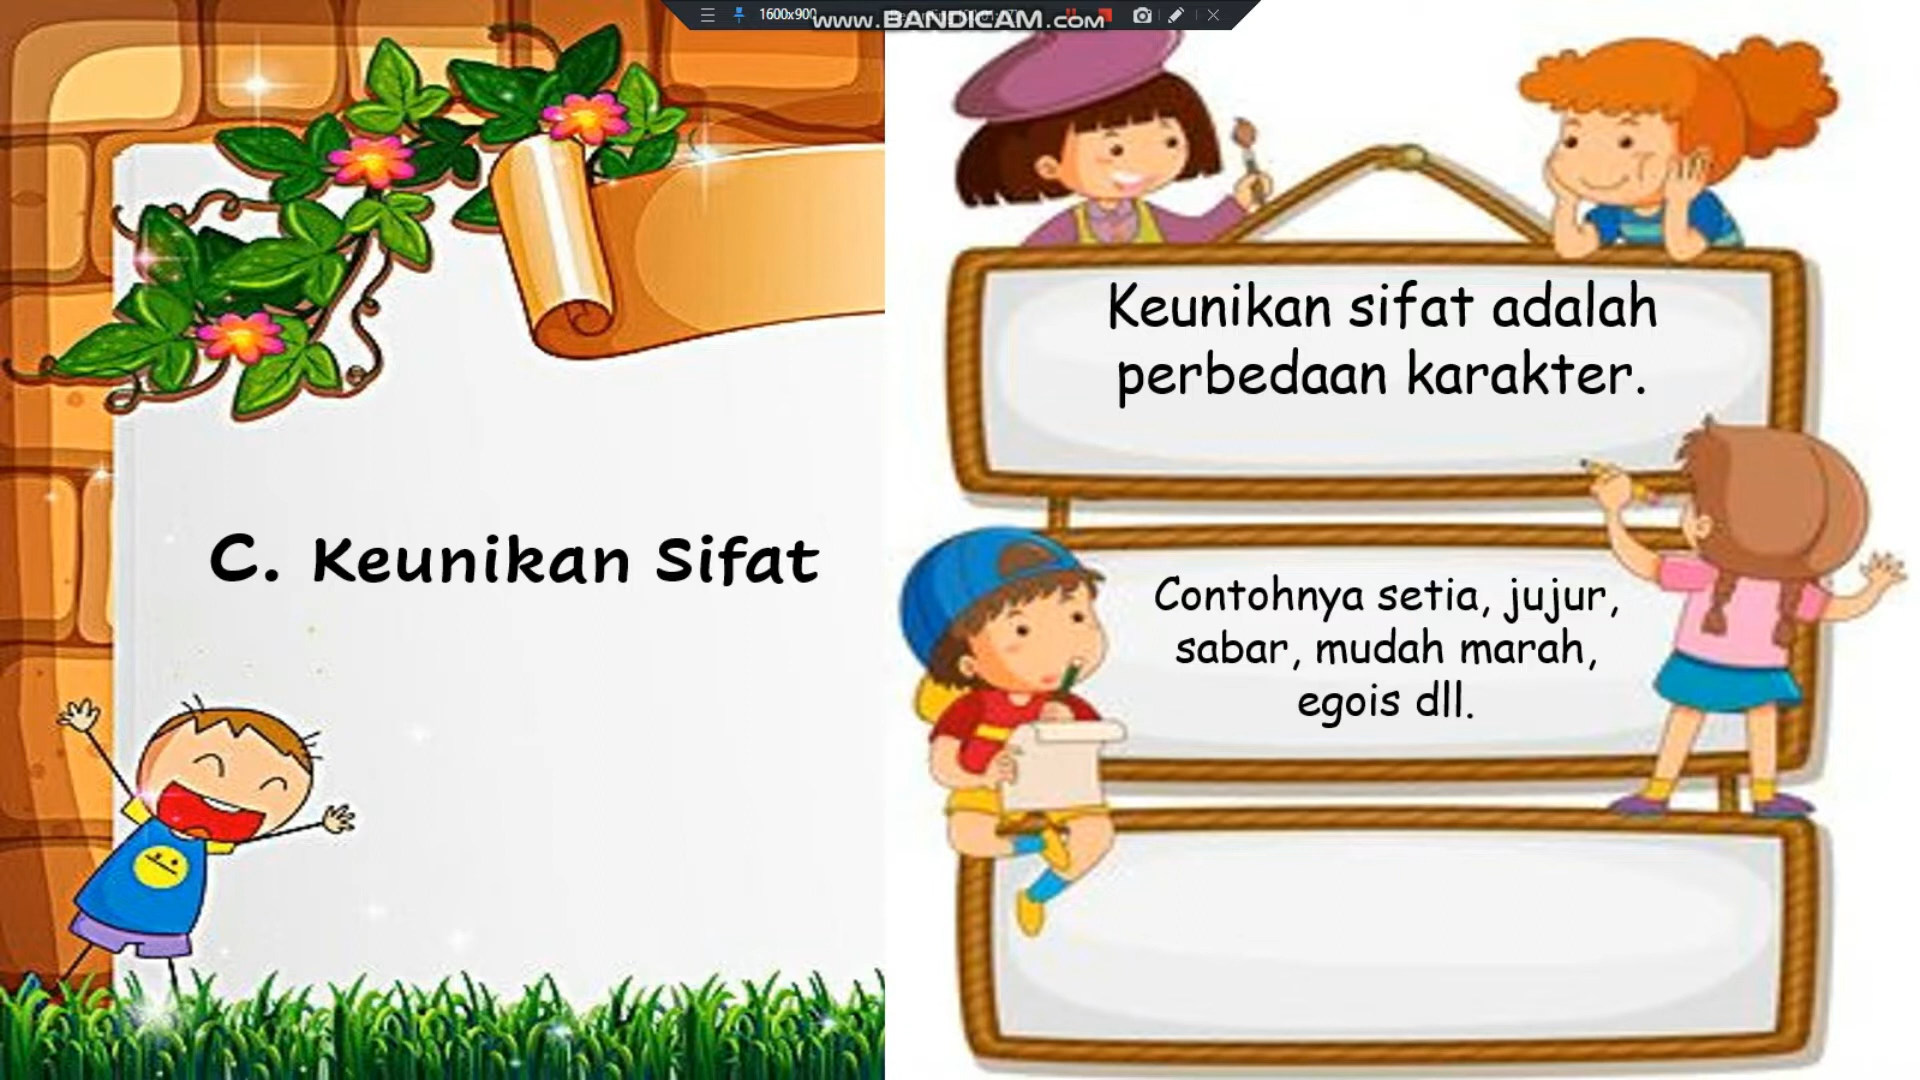 1600x900
www.BANDICAM.com
C. Keunikan Sifat
Keunikan sifat adalah
perbedaan karakter.
Contohnya setia, jujur,
sabar, mudah marah,
egois dll.